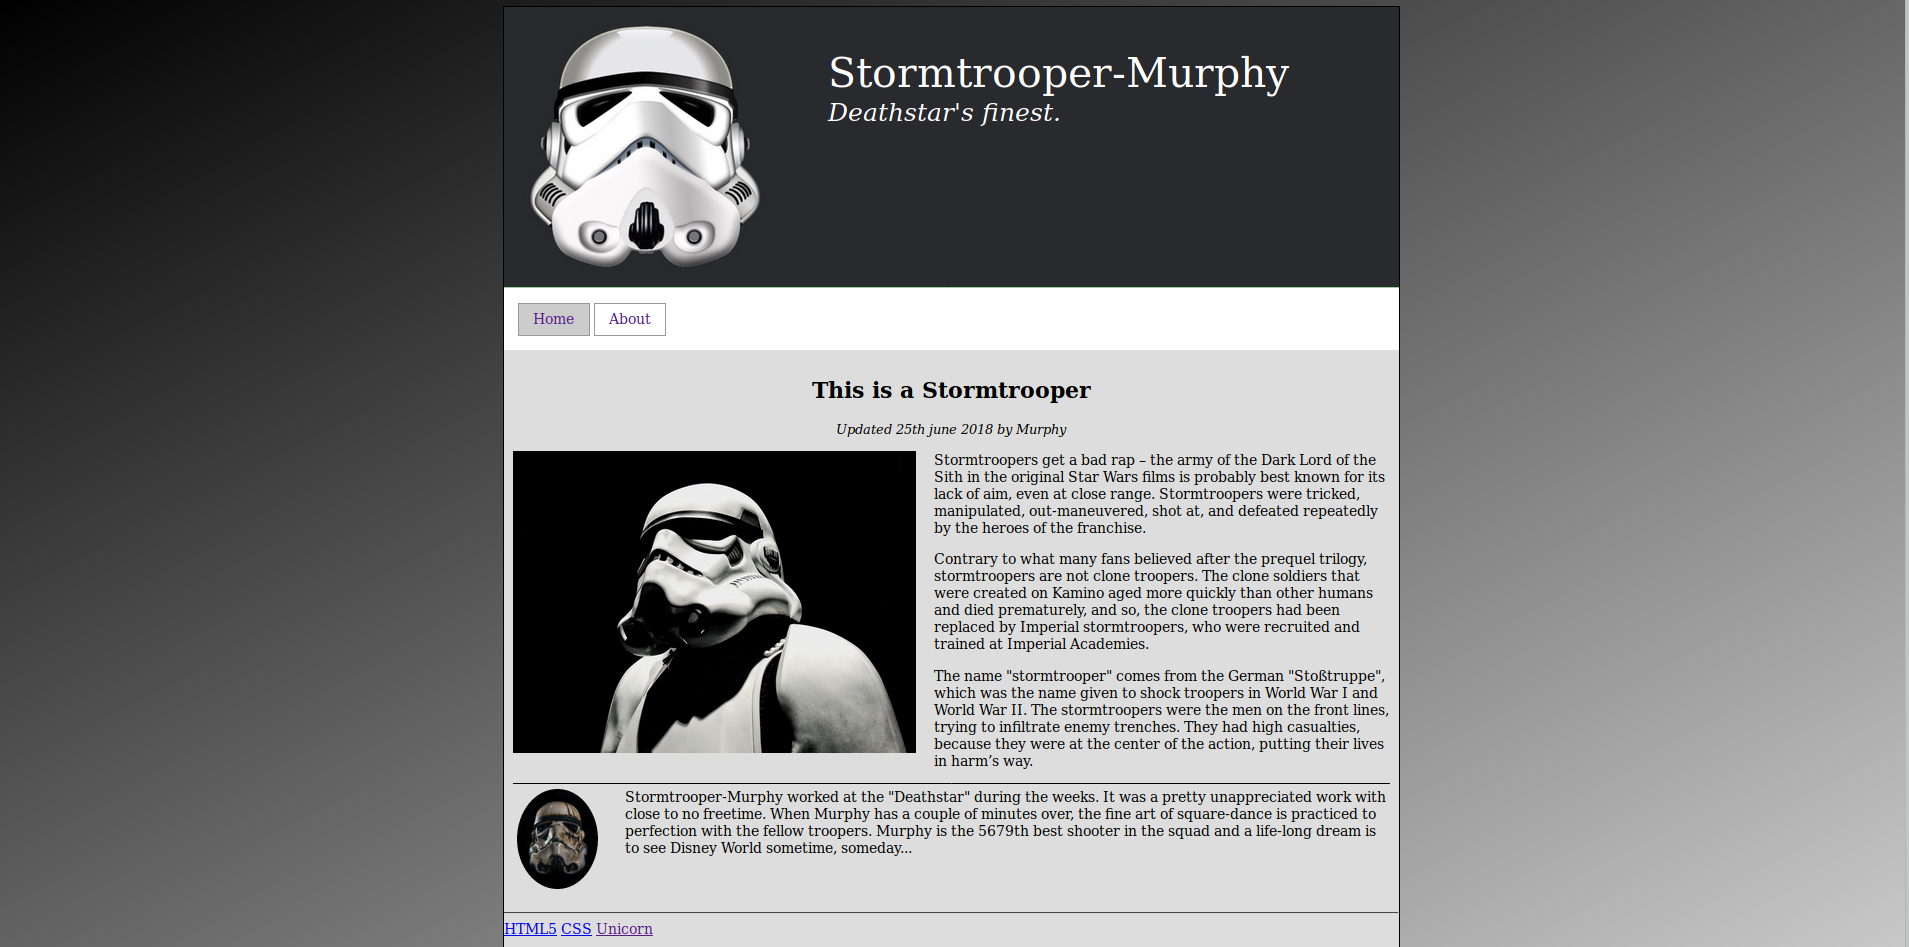 Stormtrooper-Murphy
Deathstar's finest.
Home About
This is a Stormtrooper
Updated 25th june 2018 by Murphy
Stormtroopers get a bad rap – the army of the Dark Lord of the
Sith in the original Star Wars films is probably best known for its
lack of aim, even at close range. Stormtroopers were tricked,
manipulated, out-maneuvered, shot at, and defeated repeatedly
by the heroes of the franchise.
Contrary to what many fans believed after the prequel trilogy,
stormtroopers are not clone troopers. The clone soldiers that
were created on Kamino aged more quickly than other humans
and died prematurely, and so, the clone troopers had been
replaced by Imperial stormtroopers, who were recruited and
trained at Imperial Academies.
The name "stormtrooper" comes from the German "Stoßtruppe",
which was the name given to shock troopers in World War I and
World War II. The stormtroopers were the men on the front lines,
trying to infiltrate enemy trenches. They had high casualties,
because they were at the center of the action, putting their lives
in harm’s way.
Stormtrooper-Murphy worked at the "Deathstar" during the weeks. It was a pretty unappreciated work with
close to no freetime. When Murphy has a couple of minutes over, the fine art of square-dance is practiced to
perfection with the fellow troopers. Murphy is the 5679th best shooter in the squad and a life-long dream is
to see Disney World sometime, someday...
HTML5 CSS Unicorn